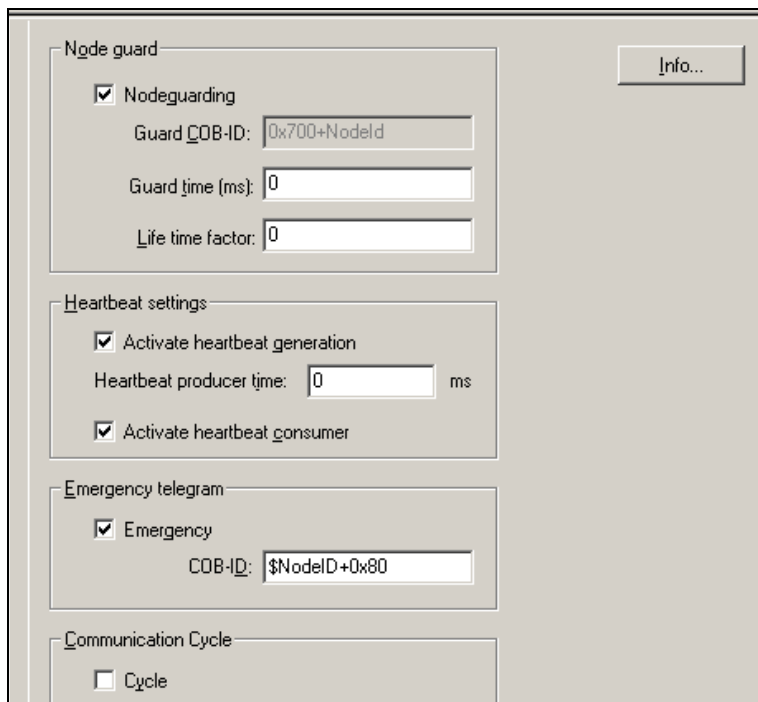 Node guard
Info...
Nodeguarding
Guard COB-ID: 0x700+NodeId
Guard time (ms): 0
Life time factor: 0
Heartbeat settings
Activate heartbeat generation
Heartbeat producer time: 0 ms
Activate heartbeat consumer
Emergency telegram
Emergency
COB-ID: $NodeID+0x80
Communication Cycle
Cycle